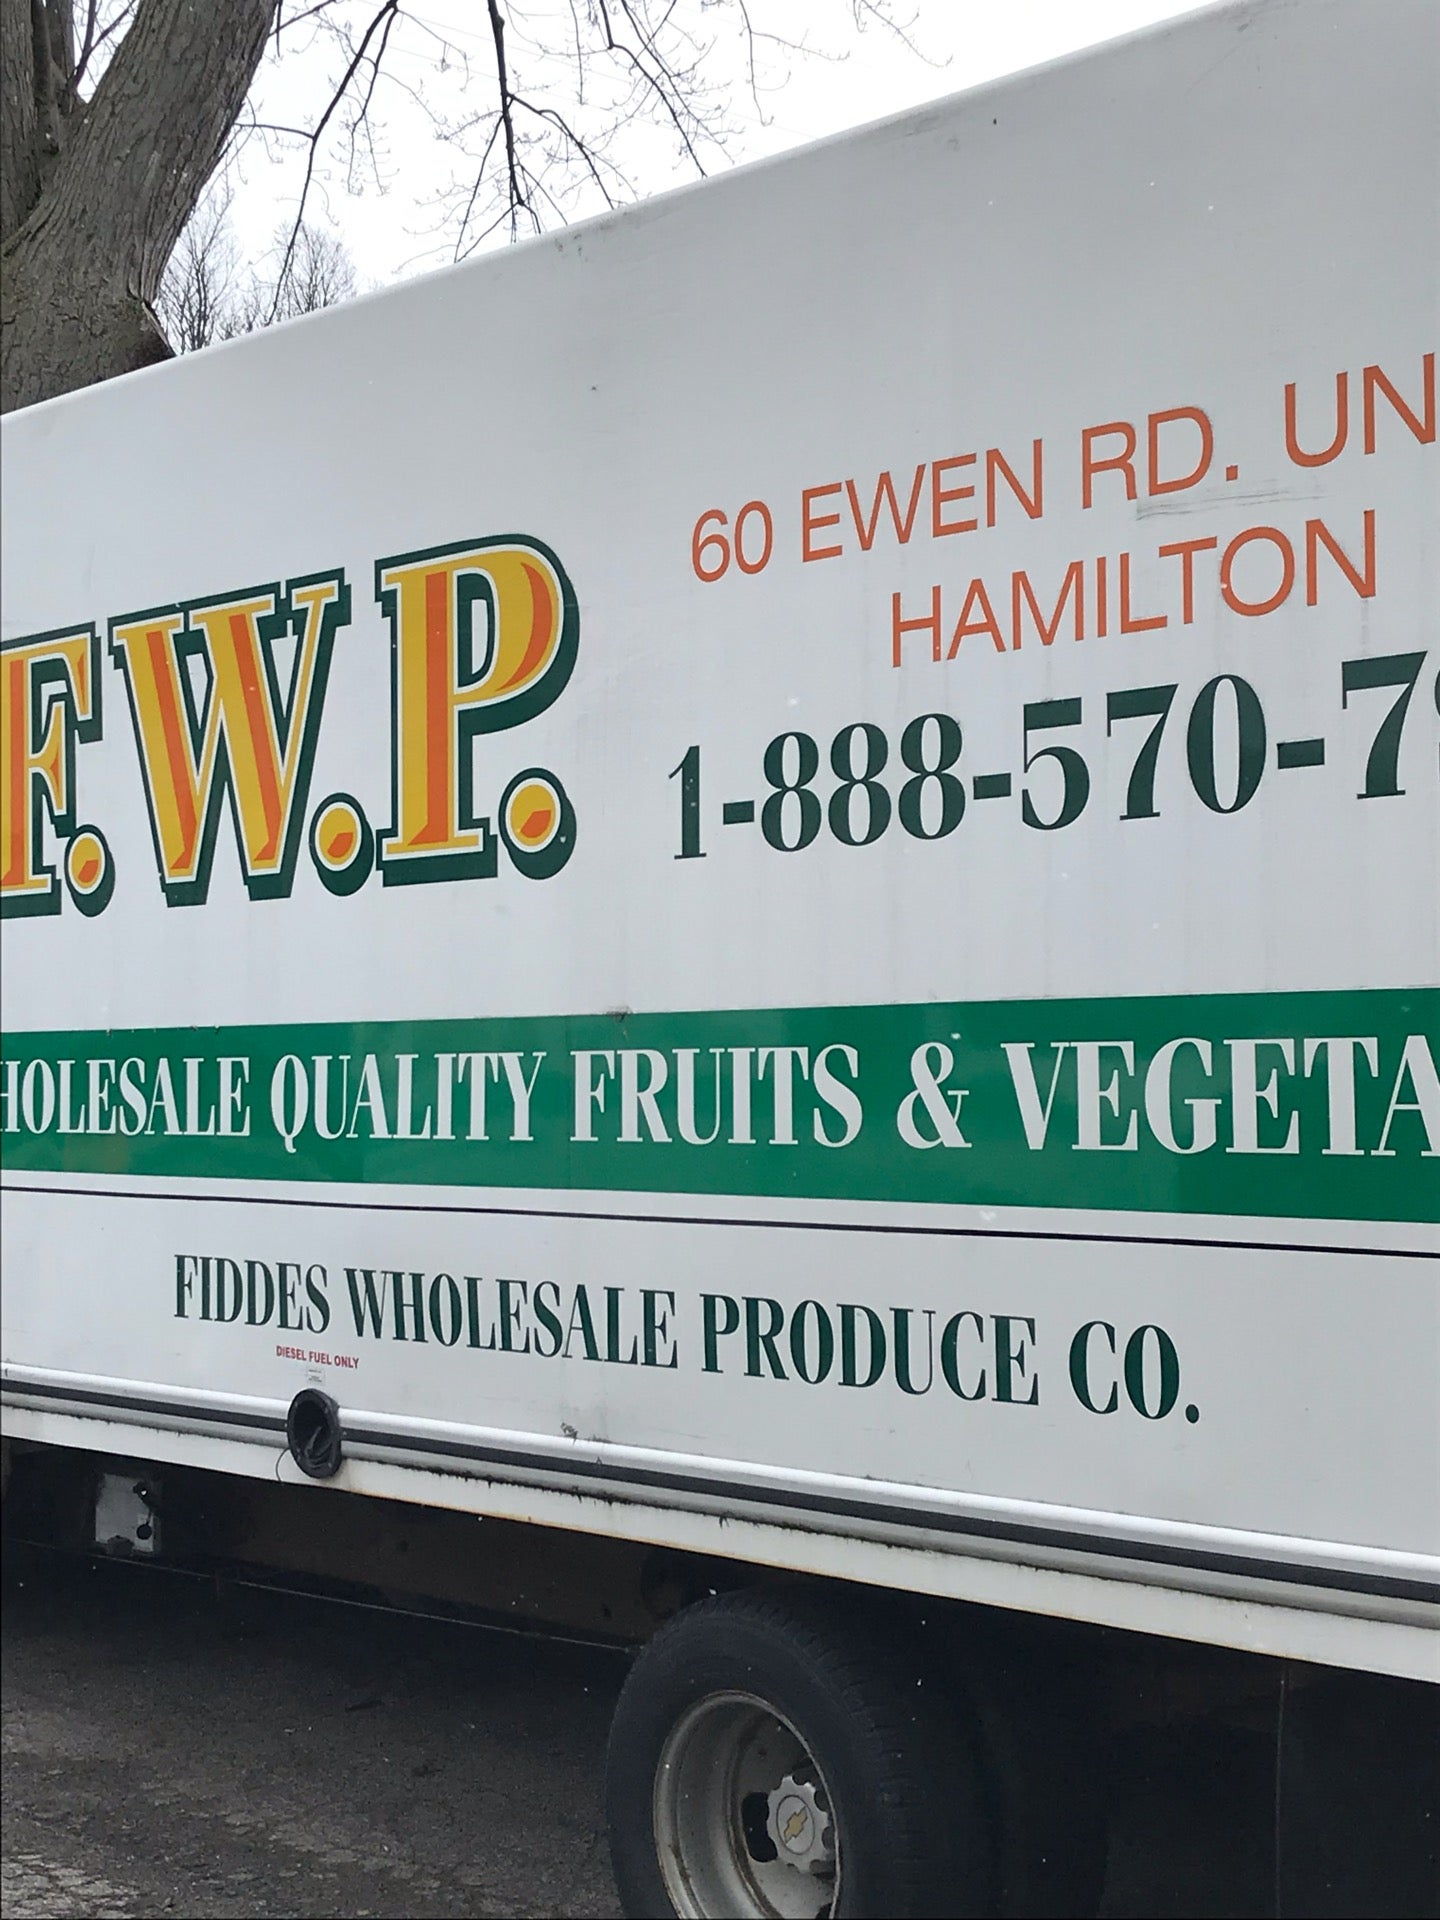 F.W.P.
60 EWEN RD. UN
HAMILTON
1-888-570-7
HOLESALE QUALITY FRUITS & VEGETA
FIDDES WHOLESALE PRODUCE CO.
DIESEL FUEL ONLY